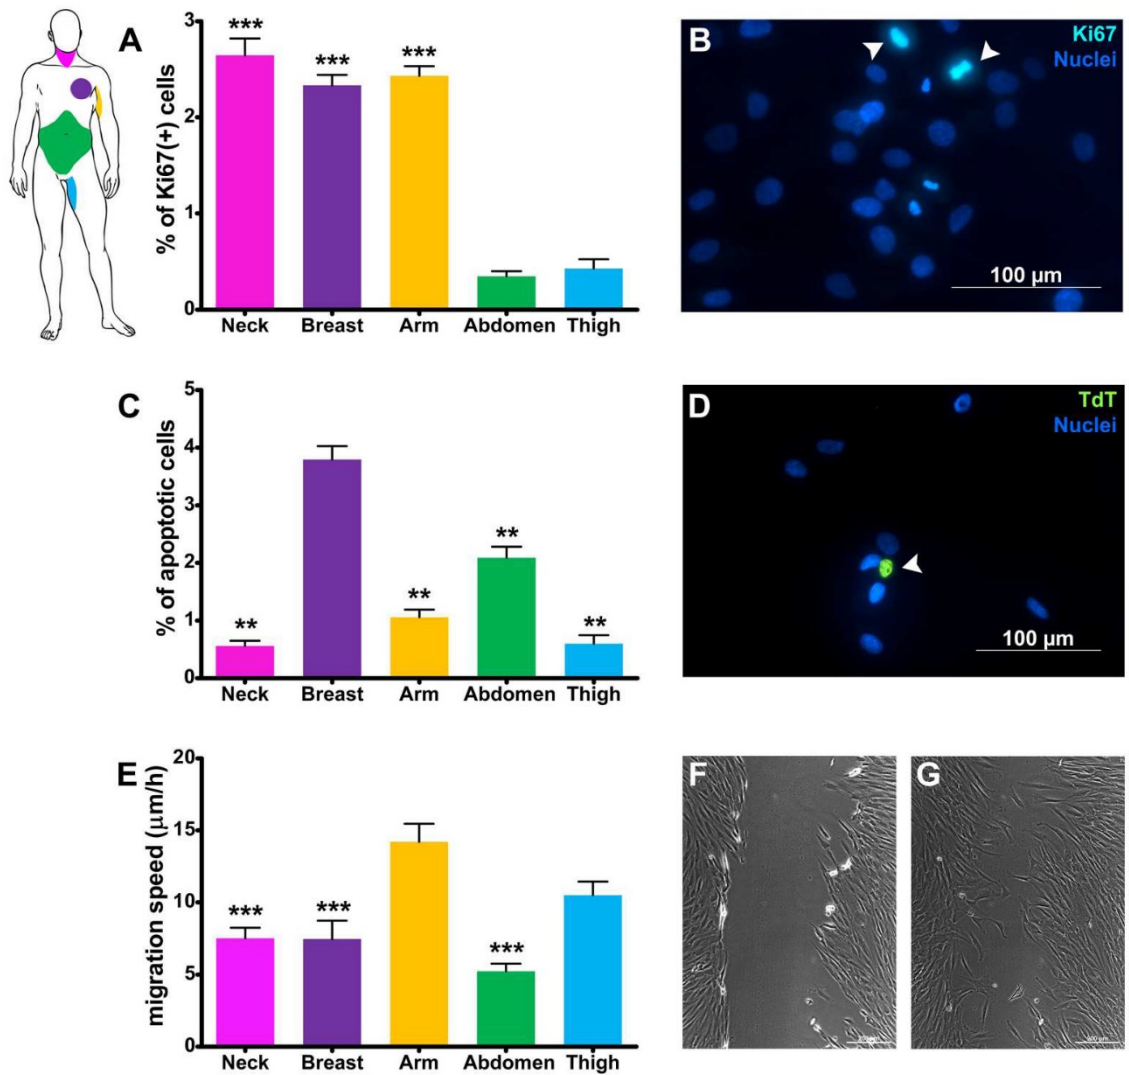 A
% of Ki67(+) cells
3
2
1
0
***
***
***
Neck Breast Arm Abdomen Thigh
B
Ki67
Nuclei
100 µm
C
% of apoptotic cells
5
4
3
2
1
0
**
**
**
**
Neck Breast Arm Abdomen Thigh
D
TdT
Nuclei
100 µm
E
migration speed (µm/h)
20
15
10
5
0
***
***
***
Neck Breast Arm Abdomen Thigh
F
G